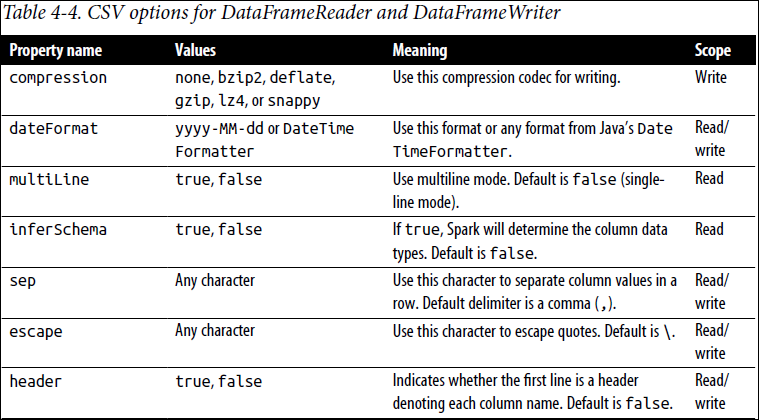 Table 4-4. CSV options for DataFrameReader and DataFrameWriter
Property name Values Meaning Scope
compression none, bzip2, deflate, Use this compression codec for writing. Write
gzip, lz4, or snappy
dateFormat yyyy-MM-dd or DateTime Use this format or any format from Java's Date Read/
Formatter TimeFormatter. write
multiLine true, false Use multiline mode. Default is false (single- Read
line mode).
inferSchema true, false If true, Spark will determine the column data Read
types. Default is false.
sep Any character Use this character to separate column values in a Read/
row. Default delimiter is a comma (,). write
escape Any character Use this character to escape quotes. Default is \. Read/
write
header true, false Indicates whether the first line is a header Read/
denoting each column name. Default is false. write